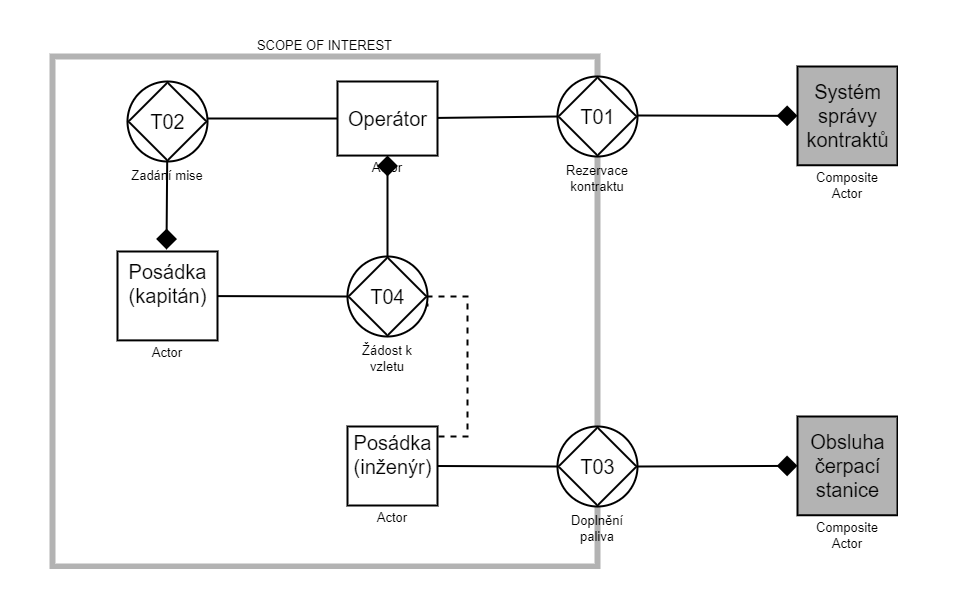 SCOPE OF INTEREST
T02
Zadání mise
Operátor
Actor
T01
Rezervace
kontraktu
Systém
správy
kontraktů
Composite
Actor
Posádka
(kapitán)
Actor
T04
Žádost k
vzletu
Posádka
(inženýr)
Actor
T03
Doplnění
paliva
Obsluha
čerpací
stanice
Composite
Actor